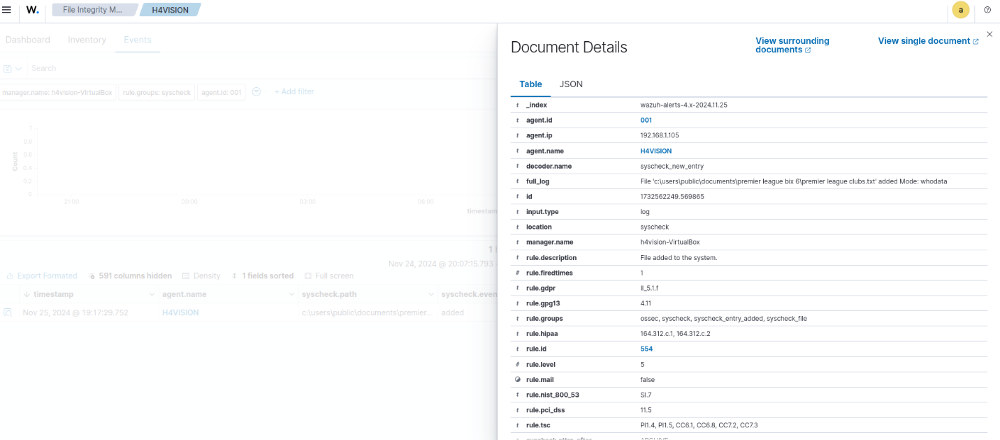 W.
File Integrity M...
H4VISION
a
Dashboard
Inventory
Events
Search
manager.name: h4vision-VirtualBox
rule.groups: syscheck
agent.id: 001
+ Add filter
1
0.8
0.6
0.4
0.2
0
Count
21:00
00:00
03:00
06:00
timestam
1
Nov 24, 2024 @ 20:07:15.793 -
Export Formated
591 columns hidden
Density
1 fields sorted
Full screen
timestamp
agent.name
syscheck.path
syscheck.even
Nov 25, 2024 @ 19:17:29.752
H4VISION
c:\users\public\documents\premier...
added
Document Details
View surrounding
documents
View single document
Table
JSON
t _index wazuh-alerts-4.x-2024.11.25
t agent.id 001
t agent.ip 192.168.1.105
t agent.name H4VISION
t decoder.name syscheck_new_entry
t full_log File 'c:\users\public\documents\premier league bix 6\premier league clubs.txt' added Mode: whodata
t id 1732562249.569865
t input.type log
t location syscheck
t manager.name h4vision-VirtualBox
t rule.description File added to the system.
# rule.firedtimes 1
t rule.gdpr II_5.1.f
t rule.gpg13 4.11
t rule.groups ossec, syscheck, syscheck_entry_added, syscheck_file
t rule.hipaa 164.312.c.1, 164.312.c.2
t rule.id 554
# rule.level 5
rule.mail false
t rule.nist_800_53 SI.7
t rule.pci_dss 11.5
t rule.tsc PI1.4, PI1.5, CC6.1, CC6.8, CC7.2, CC7.3